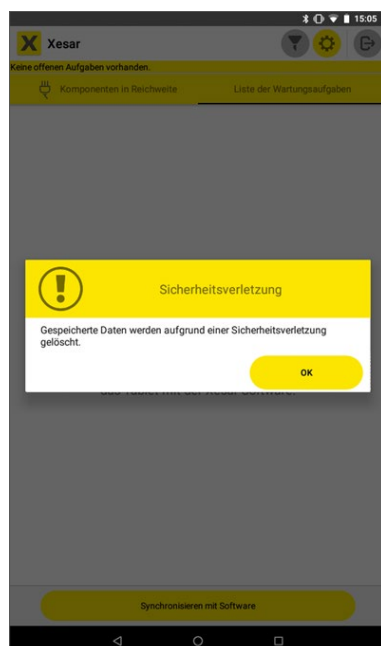 15:05
X Xesar
Keine offenen Aufgaben vorhanden.
Komponenten in Reichweite
Liste der Wartungsaufgaben
Sicherheitsverletzung
Gespeicherte Daten werden aufgrund einer Sicherheitsverletzung
gelöscht.
OK
das Tablet mit der Xesar Software.
Synchronisieren mit Software